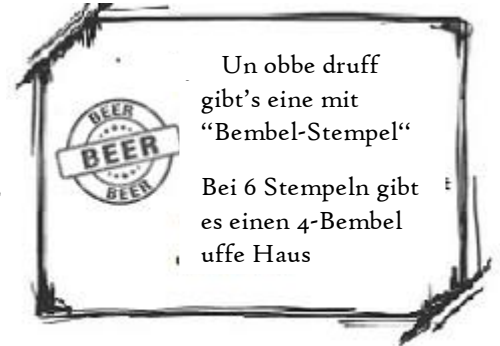 BEER
BEER
BEER
Un obbe druff
gibt's eine mit
“Bembel-Stempel“
Bei 6 Stempeln gibt
es einen 4-Bembel
uffe Haus